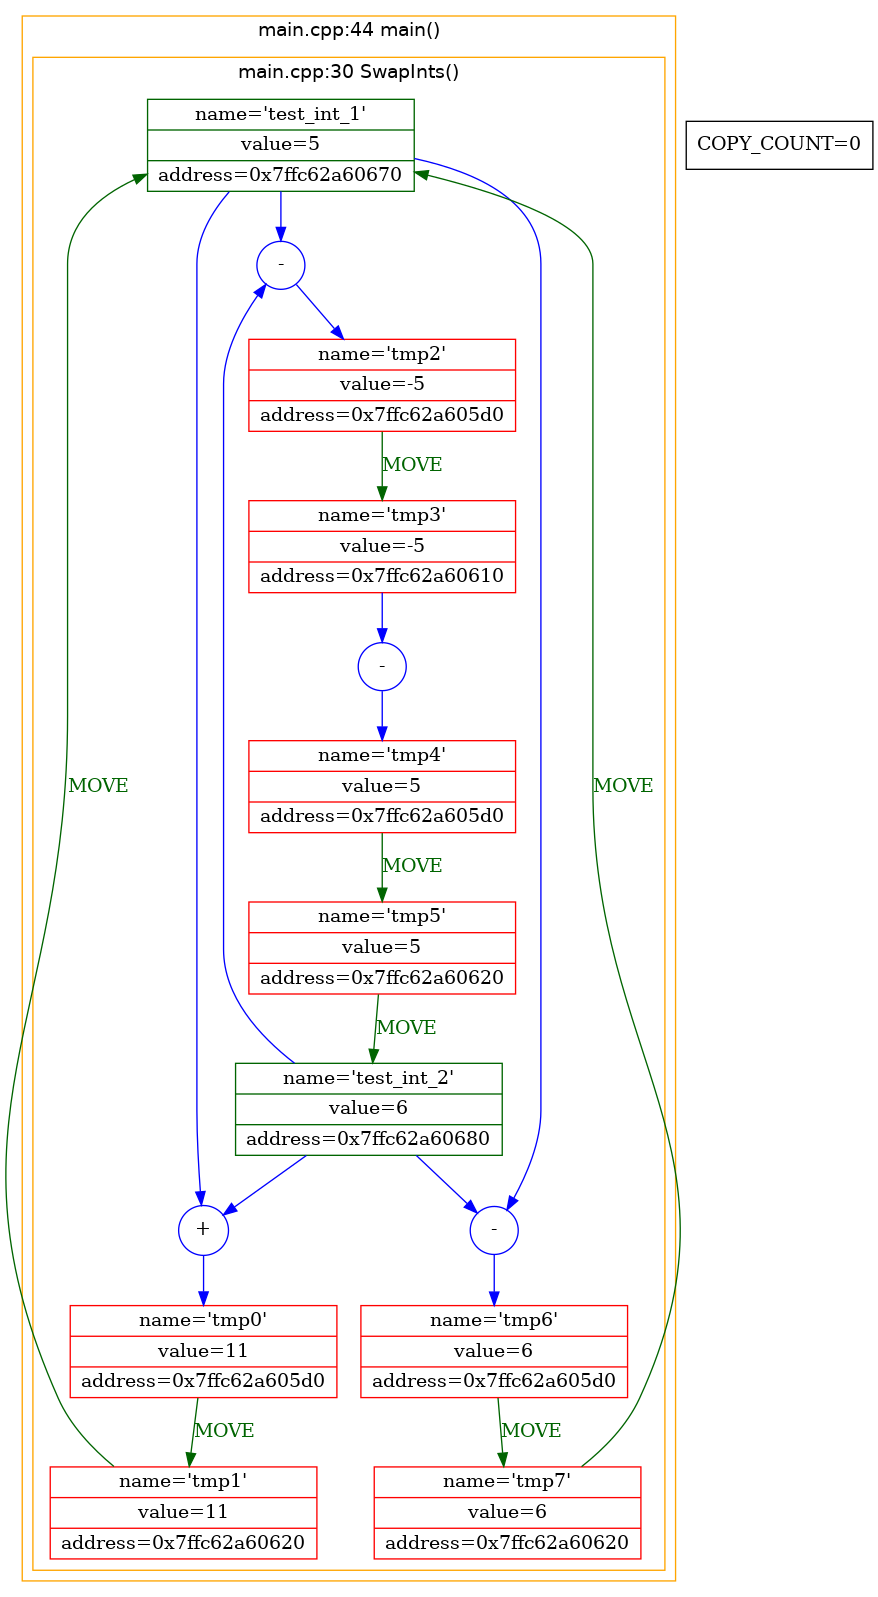 main.cpp:44 main()
main.cpp:30 SwapInts()
name='test_int_1'
value=5
address=0x7ffc62a60670
COPY_COUNT=0
-
name='tmp2'
value=-5
address=0x7ffc62a605d0
MOVE
name='tmp3'
value=-5
address=0x7ffc62a60610
-
name='tmp4'
value=5
address=0x7ffc62a605d0
MOVE
MOVE
MOVE
name='tmp5'
value=5
address=0x7ffc62a60620
MOVE
name='test_int_2'
value=6
address=0x7ffc62a60680
+
-
name='tmp0'
value=11
address=0x7ffc62a605d0
name='tmp6'
value=6
address=0x7ffc62a605d0
MOVE
MOVE
name='tmp1'
value=11
address=0x7ffc62a60620
name='tmp7'
value=6
address=0x7ffc62a60620